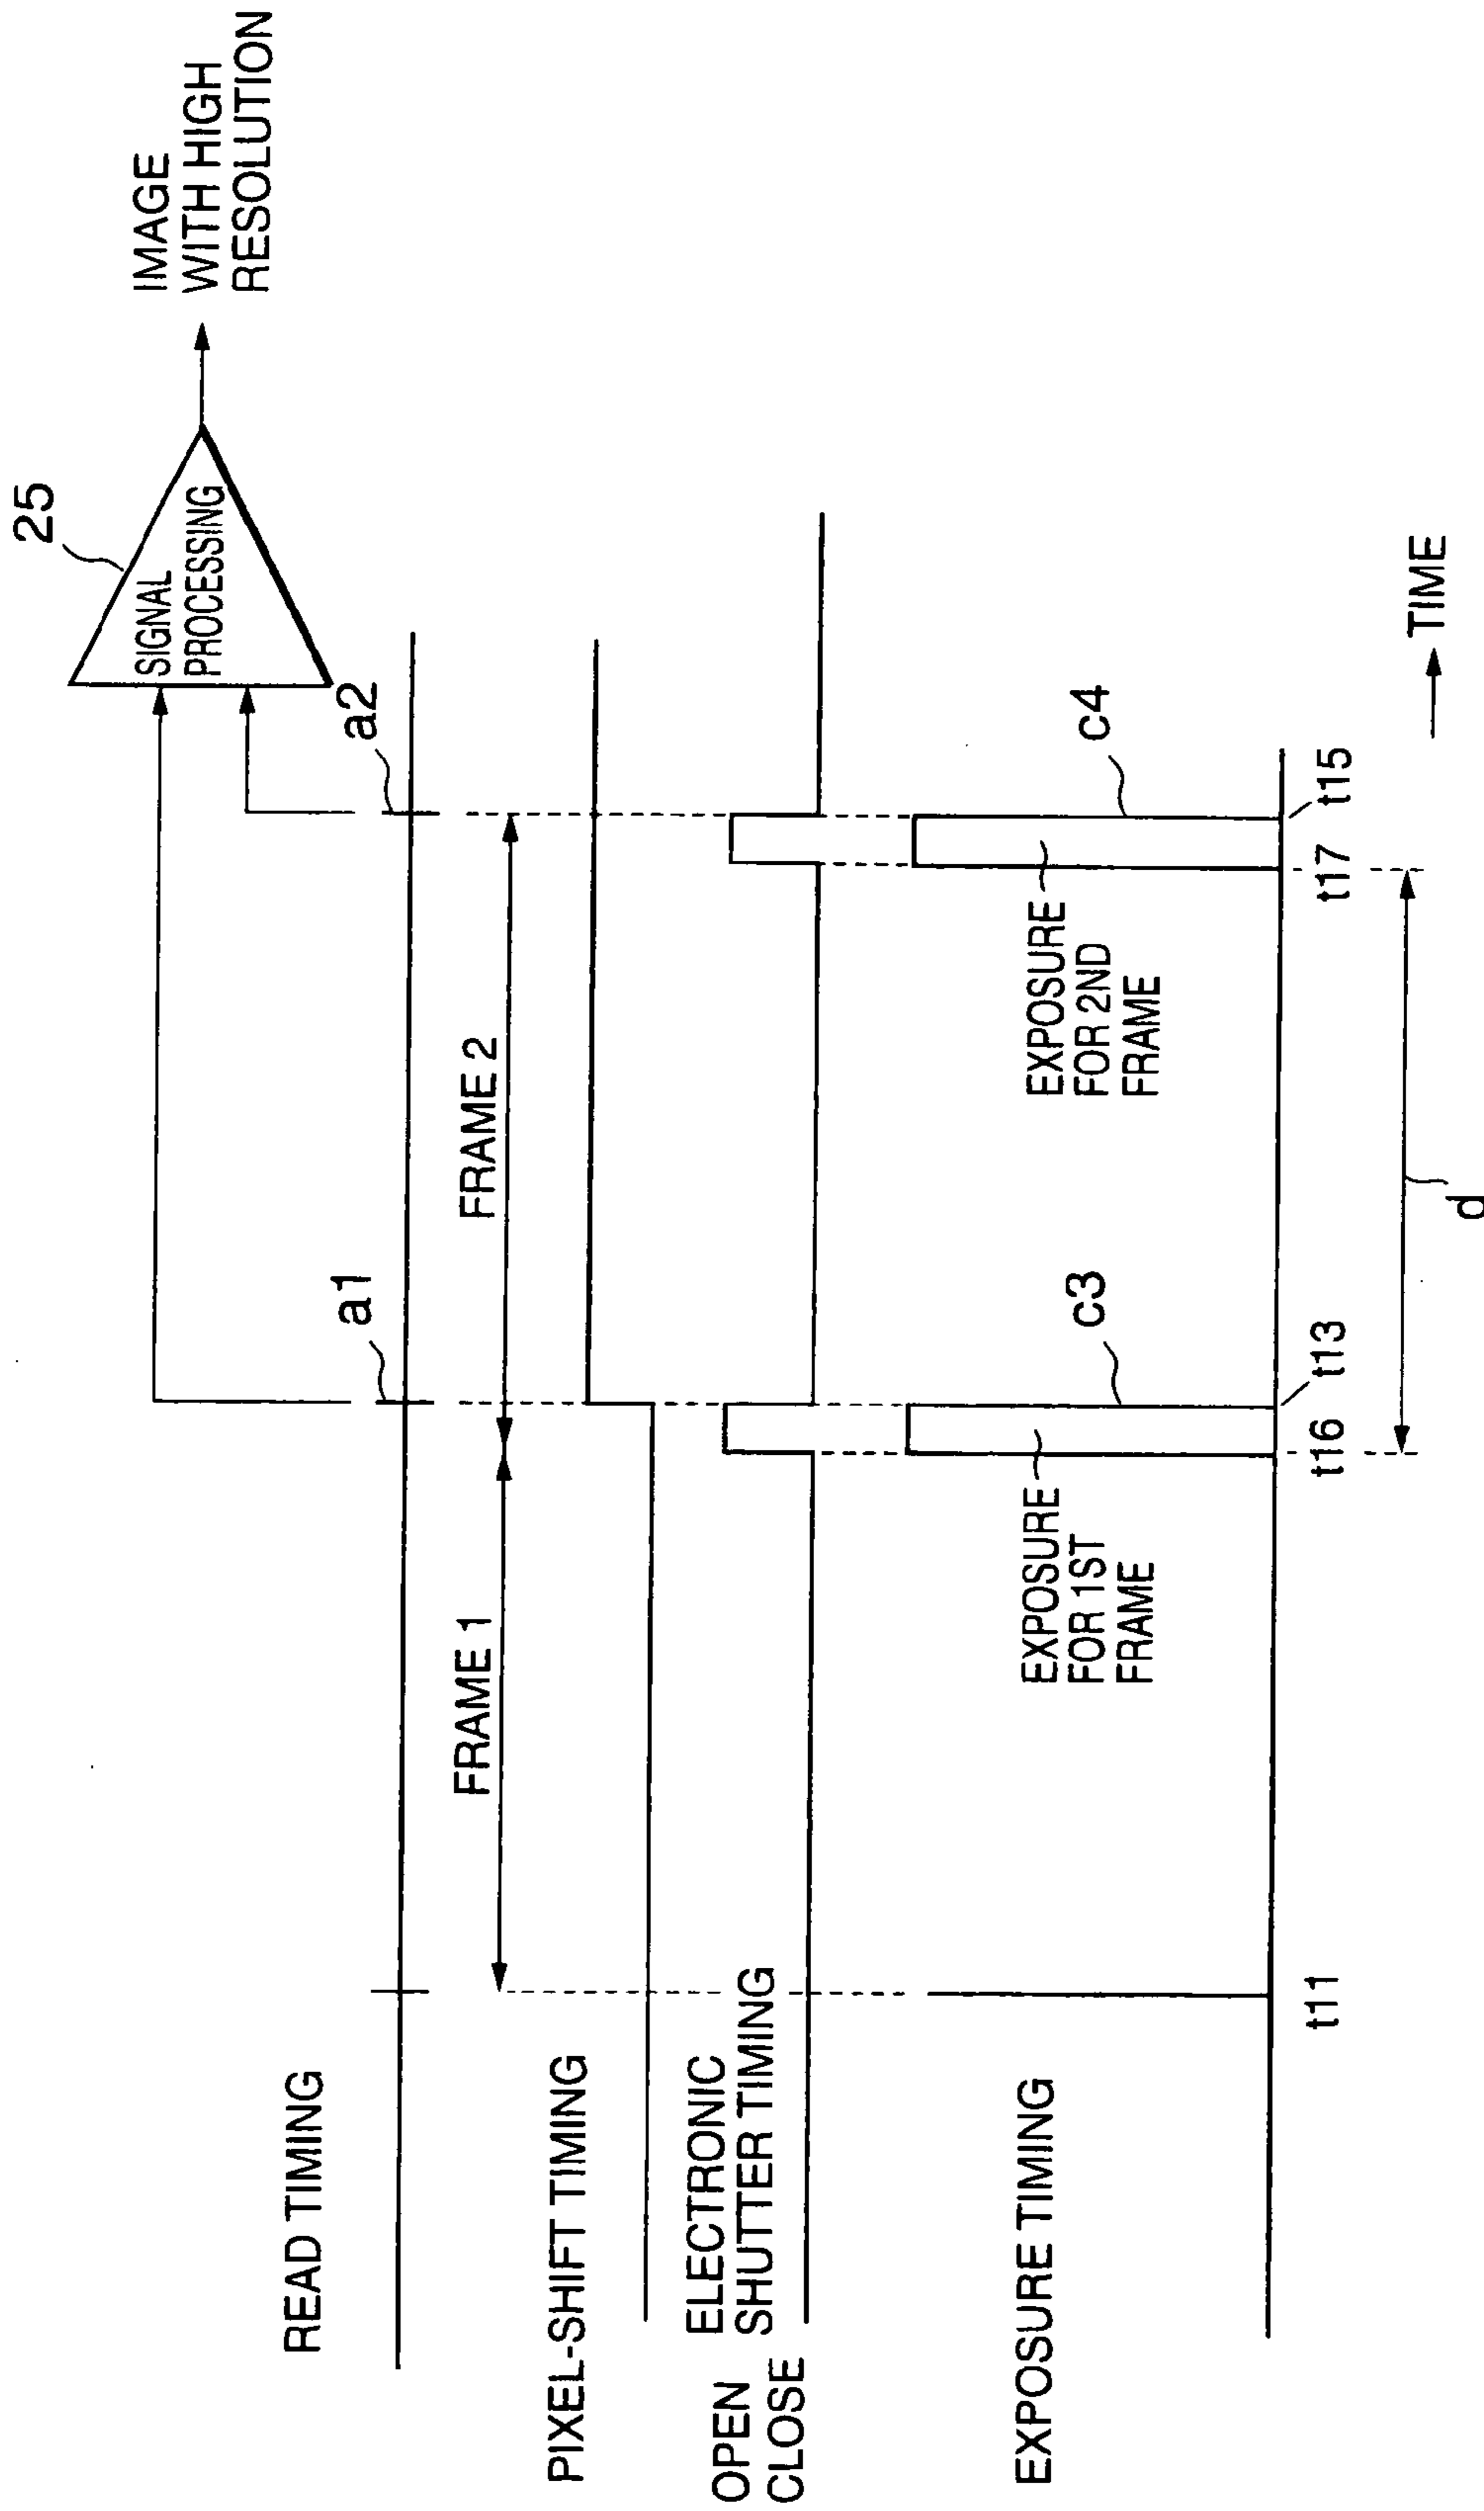 IMAGE
WITH HIGH
RESOLUTION
25
SIGNAL
PROCESSING
READ TIMING
a1
a2
FRAME 1
FRAME 2
PIXEL-SHIFT TIMING
ELECTRONIC
SHUTTER TIMING
OPEN
CLOSE
EXPOSURE TIMING
EXPOSURE
FOR 1ST
FRAME
c3
EXPOSURE
FOR 2ND
FRAME
c4
t11
t16
t13
t17
t15
d
TIME